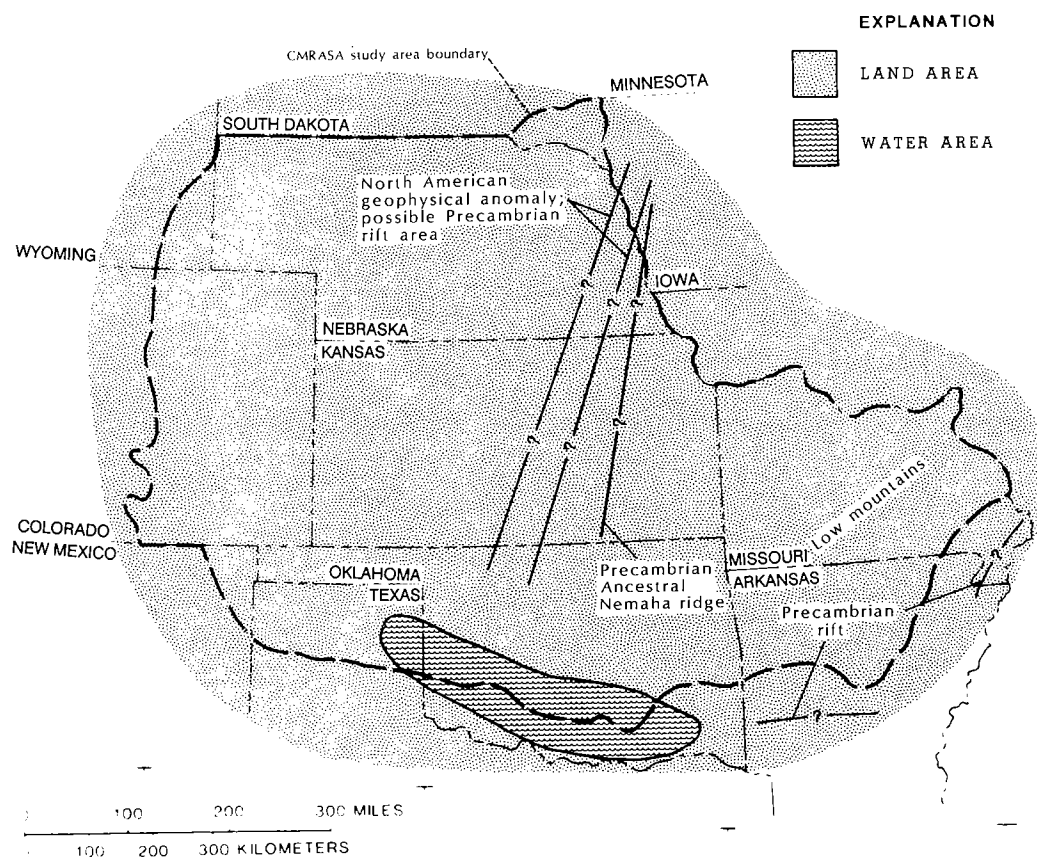 EXPLANATION
LAND AREA
WATER AREA
CMRASA study area boundary
MINNESOTA
SOUTH DAKOTA
North American
geophysical anomaly;
possible Precambrian
rift area
WYOMING
IOWA
NEBRASKA
KANSAS
?
?
?
?
?
?
Low mountains
COLORADO
NEW MEXICO
OKLAHOMA
TEXAS
Precambrian
Ancestral
Nemaha ridge
MISSOURI
ARKANSAS
?
Precambrian
rift
?
100 200 300 MILES
100 200 300 KILOMETERS